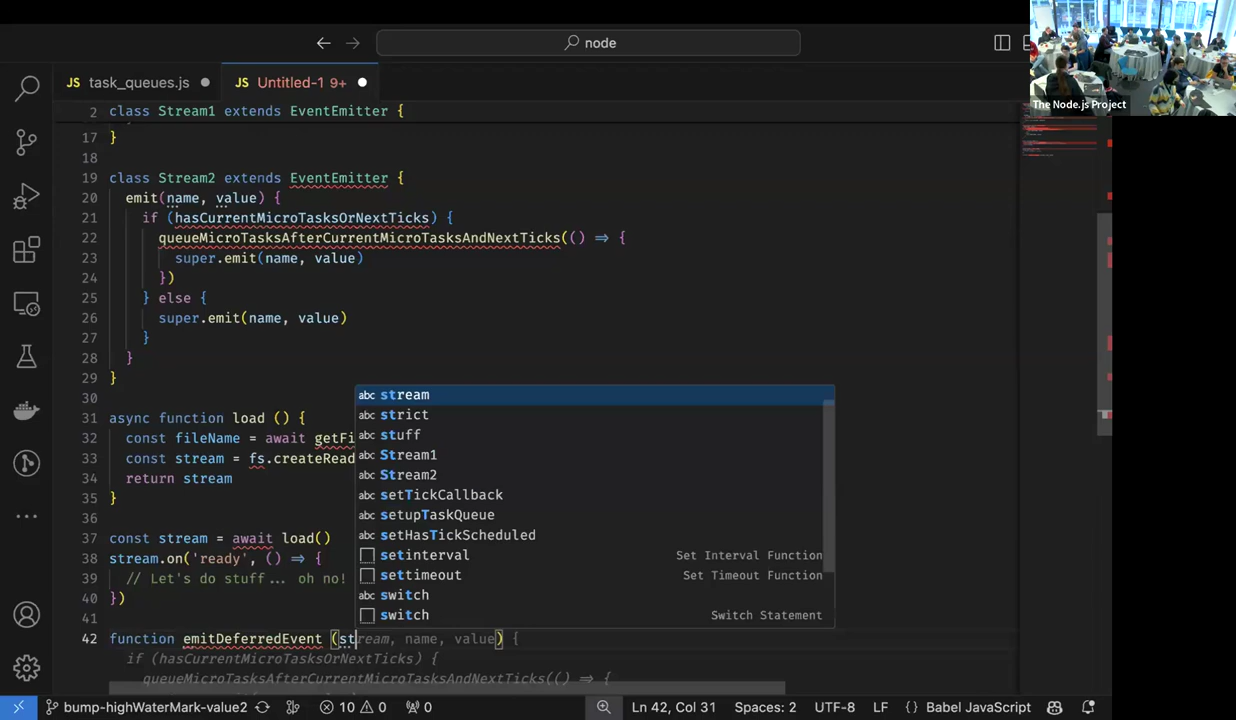 node
The Node.js Project
JS task_queues.js
JS Untitled-1 9+
2 class Stream1 extends EventEmitter {
17 }
18
19 class Stream2 extends EventEmitter {
20 emit(name, value) {
21 if (hasCurrentMicroTasksOrNextTicks) {
22 queueMicroTasksAfterCurrentMicroTasksAndNextTicks(() => {
23 super.emit(name, value)
24 })
25 } else {
26 super.emit(name, value)
27 }
28 }
29 }
30
31 async function load () {
32 const fileName = await getFi
33 const stream = fs.createRead
34 return stream
35 }
36
37 const stream = await load()
38 stream.on('ready', () => {
39 // Let's do stuff... oh no!
40 })
41
42 function emitDeferredEvent (stream, name, value) {
if (hasCurrentMicroTasksOrNextTicks) {
queueMicroTasksAfterCurrentMicroTasksAndNextTicks(() => {
abc stream
abc strict
abc stuff
abc Stream1
abc Stream2
abc setTickCallback
abc setupTaskQueue
abc setHasTickScheduled
setinterval Set Interval Function
settimeout Set Timeout Function
abc switch
switch Switch Statement
bump-highWaterMark-value2 10 0 0 Ln 42, Col 31 Spaces: 2 UTF-8 LF {} Babel JavaScript